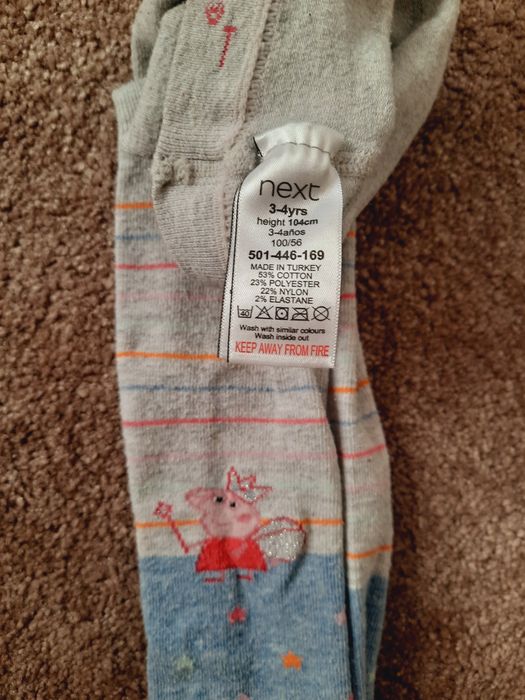 next
3-4yrs
height 104cm
3-4años
100/56
501-446-169
MADE IN TURKEY
53% COTTON
23% POLYESTER
22% NYLON
2% ELASTANE
40
Wash with similar colours
Wash inside out
KEEP AWAY FROM FIRE